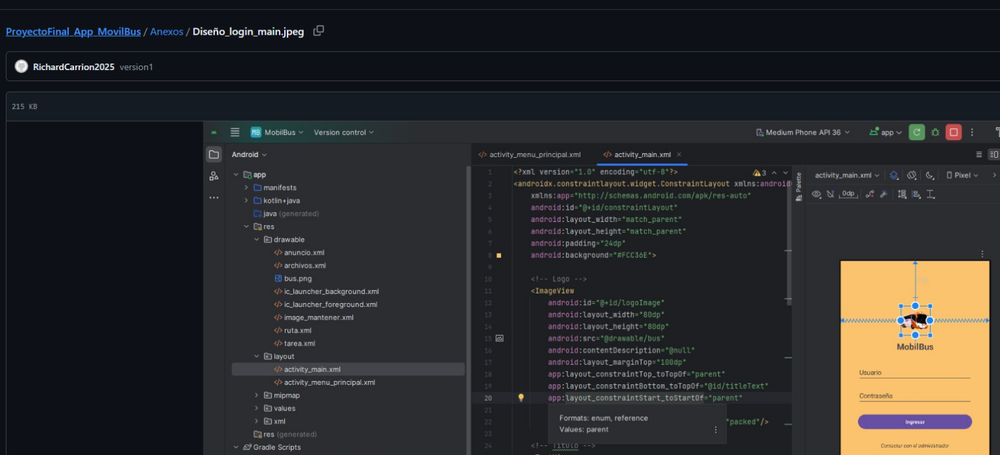 ProyectoFinal_App_MovilBus / Anexos / Diseño_login_main.jpeg
RichardCarrion2025 version1
215 KB
MB MobilBus Version control Medium Phone API 36 app
Android
app
manifests
kotlin+java
java (generated)
res
drawable
anuncio.xml
archivos.xml
bus.png
ic_launcher_background.xml
ic_launcher_foreground.xml
image_mantener.xml
ruta.xml
tarea.xml
layout
activity_main.xml
activity_menu_principal.xml
mipmap
values
xml
res (generated)
Gradle Scripts
activity_menu_principal.xml activity_main.xml
3
1 <?xml version="1.0" encoding="utf-8"?>
2 <androidx.constraintlayout.widget.ConstraintLayout xmlns:android
3 xmlns:app="http://schemas.android.com/apk/res-auto"
4 android:id="@+id/constraintLayout"
5 android:layout_width="match_parent"
6 android:layout_height="match_parent"
7 android:padding="24dp"
8 android:background="#FCC36E">
9
10 <!-- Logo -->
11 <ImageView
12 android:id="@+id/logoImage"
13 android:layout_width="80dp"
14 android:layout_height="80dp"
15 android:src="@drawable/bus"
16 android:contentDescription="@null"
17 android:layout_marginTop="100dp"
18 app:layout_constraintTop_toTopOf="parent"
19 app:layout_constraintBottom_toTopOf="@id/titleText"
20 app:layout_constraintStart_toStartOf="parent"
21
22 "packed"/>
23
24 <!-- Título -->
Formats: enum, reference
Values: parent
Palette
activity_main.xml Pixel
0dp
100
MobilBus
Usuario
Contraseña
Ingresar
Contactar con el administrador